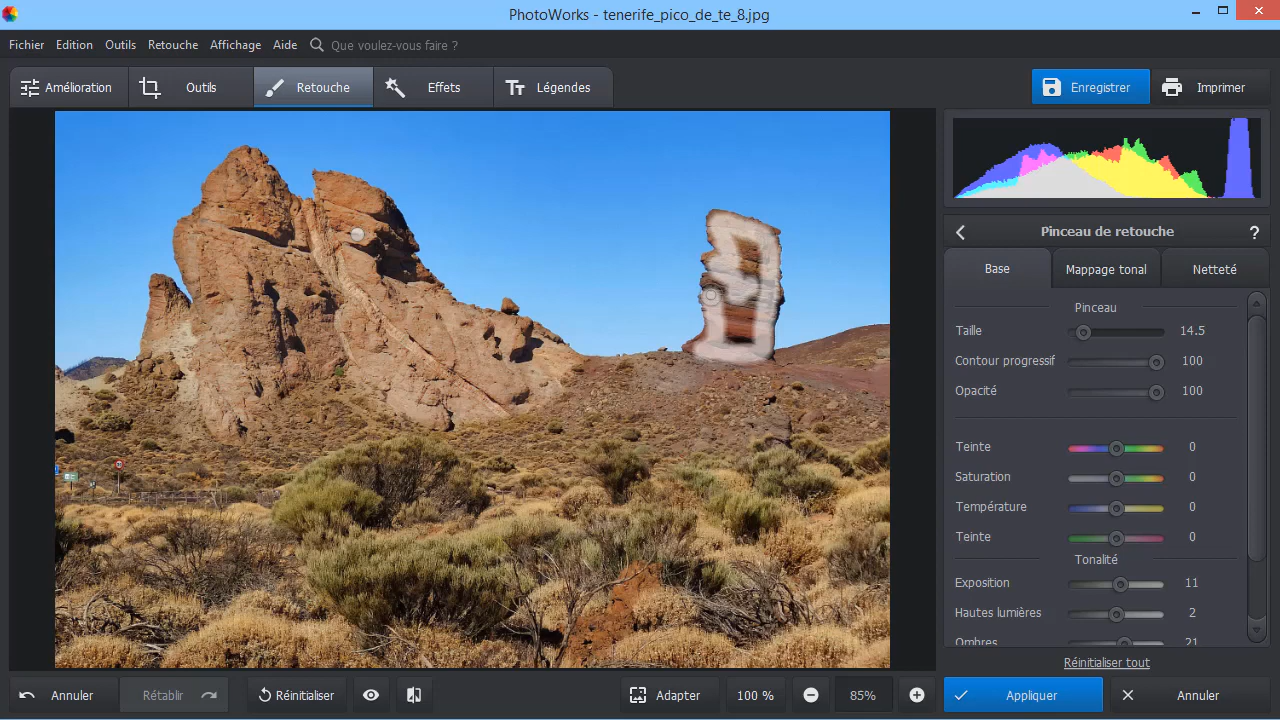 PhotoWorks - tenerife_pico_de_te_8.jpg
Fichier Edition Outils Retouche Affichage Aide Que voulez-vous faire ?
Amélioration Outils Retouche Effets Légendes Enregistrer Imprimer
Pinceau de retouche ?
Base Mappage tonal Netteté
Pinceau
Taille 14.5
Contour progressif 100
Opacité 100
Teinte 0
Saturation 0
Température 0
Teinte 0
Tonalité
Exposition 11
Hautes lumières 2
Ombres 21
Réinitialiser tout
Annuler Rétablir Réinitialiser Adapter 100 % 85% Appliquer Annuler